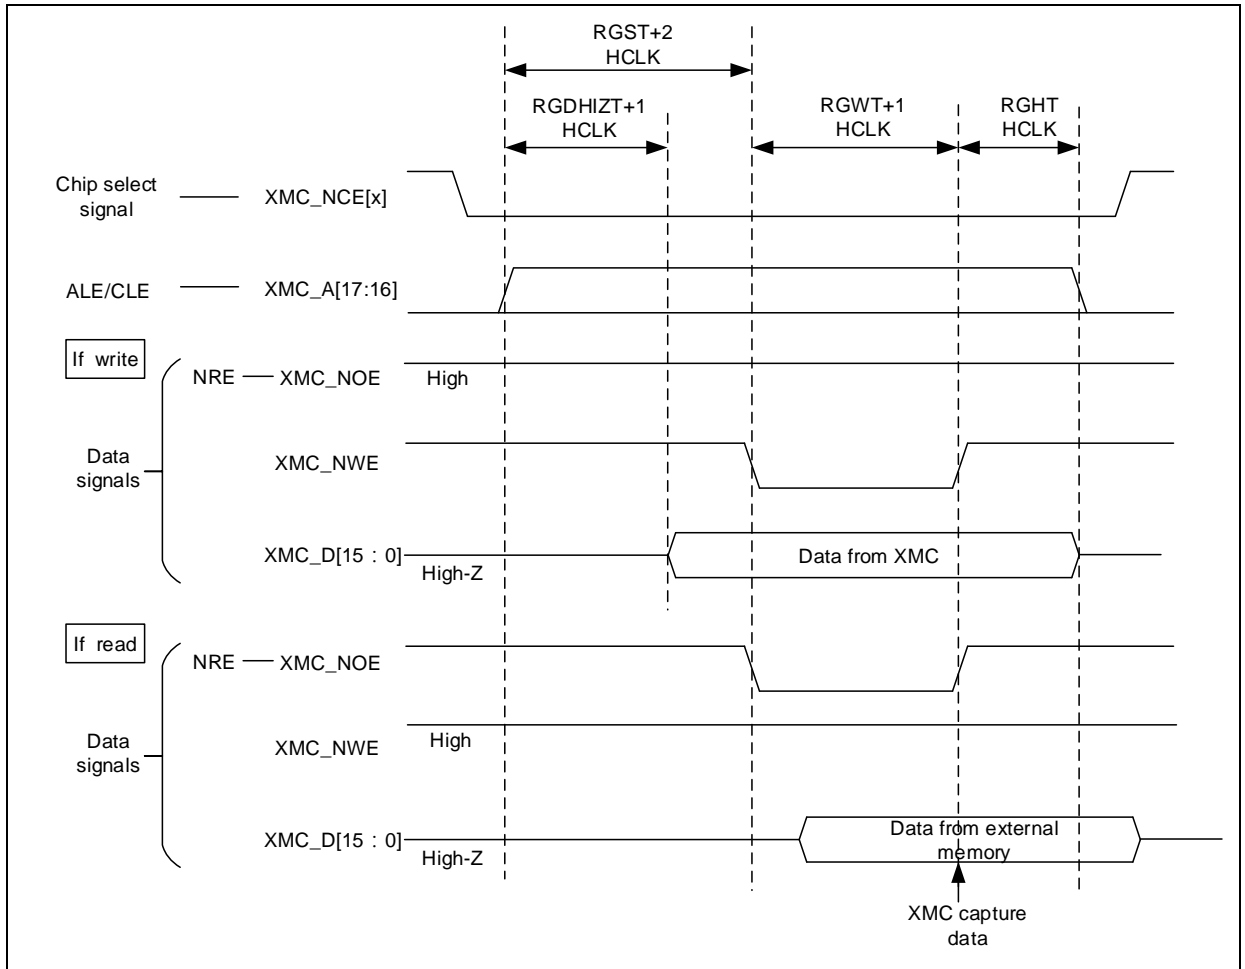 RGST+2
HCLK
RGDHIZT+1
HCLK
RGWT+1
HCLK
RGHT
HCLK
Chip select
signal
XMC_NCE[x]
ALE/CLE
XMC_A[17:16]
If write
NRE
XMC_NOE
High
Data
signals
XMC_NWE
XMC_D[15 : 0]
High-Z
Data from XMC
If read
NRE
XMC_NOE
Data
signals
XMC_NWE
High
XMC_D[15 : 0]
High-Z
Data from external
memory
XMC capture
data